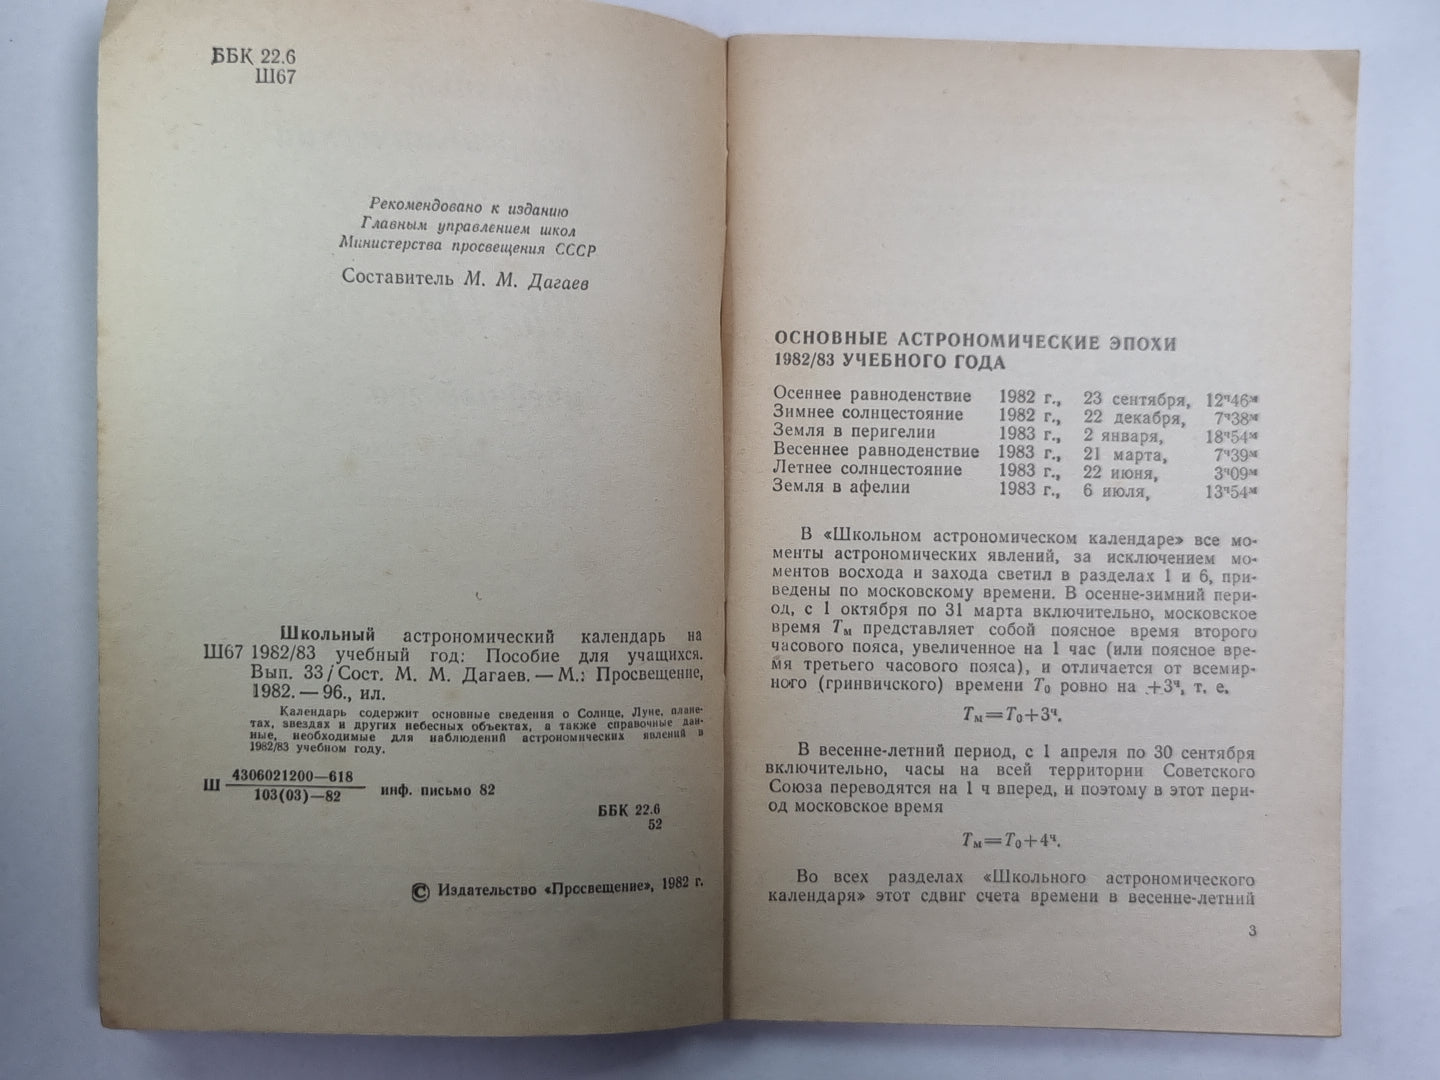 ББК 22.6
Ш67
Рекомендовано к изданию
Главным управлением школ
Министерства просвещения СССР
Составитель М. М. Дагаев
Школьный астрономический календарь на
Ш67 1982/83 учебный год: Пособие для учащихся.
Вып. 33/Сост. М. М. Дагаев. — М.: Просвещение,
1982. — 96., ил.
Календарь содержит основные сведения о Солнце, Луне, плане-
тах, звездах и других небесных объектах, а также справочные дан-
ные, необходимые для наблюдений астрономических явлений в
1982/83 учебном году.
Ш 4306021200—618
103(03)—82 инф. письмо 82
ББК 22.6
52
© Издательство «Просвещение», 1982 г.
ОСНОВНЫЕ АСТРОНОМИЧЕСКИЕ ЭПОХИ
1982/83 УЧЕБНОГО ГОДА
Осеннее равноденствие 1982 г., 23 сентября, 12ч46м
Зимнее солнцестояние 1982 г., 22 декабря, 7ч38м
Земля в перигелии 1983 г., 2 января, 18ч54м
Весеннее равноденствие 1983 г., 21 марта, 7ч39м
Летнее солнцестояние 1983 г., 22 июня, 3ч09м
Земля в афелии 1983 г., 6 июля, 13ч54м
В «Школьном астрономическом календаре» все мо-
менты астрономических явлений, за исключением мо-
ментов восхода и захода светил в разделах 1 и 6, при-
ведены по московскому времени. В осенне-зимний пери-
од, с 1 октября по 31 марта включительно, московское
время Tм представляет собой поясное время второго
часового пояса, увеличенное на 1 час (или поясное вре-
мя третьего часового пояса), и отличается от всемир-
ного (гринвичского) времени T0 ровно на +3ч, т. е.
Tм=T0+3ч.
В весенне-летний период, с 1 апреля по 30 сентября
включительно, часы на всей территории Советского
Союза переводятся на 1 ч вперед, и поэтому в этот пери-
од московское время
Tм=T0+4ч.
Во всех разделах «Школьного астрономического
календаря» этот сдвиг счета времени в весенне-летний
3